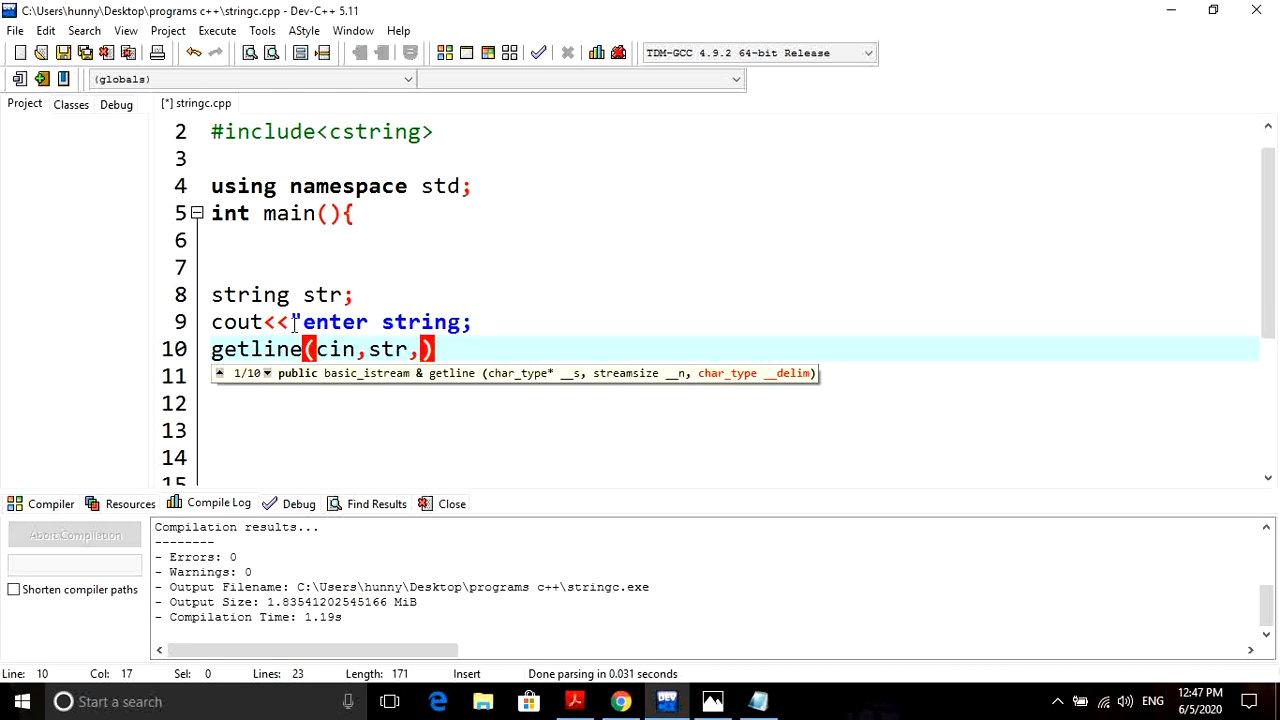 C:\Users\hunny\Desktop\programs c++\stringc.cpp - Dev-C++ 5.11
File Edit Search View Project Execute Tools AStyle Window Help
TDM-GCC 4.9.2 64-bit Release
(globals)
Project Classes Debug [*] stringc.cpp
2 #include<cstring>
3
4 using namespace std;
5 int main(){
6
7
8 string str;
9 cout<<"enter string;
10 getline(cin,str,)
11 1/10 public basic_istream & getline (char_type* __s, streamsize __n, char_type __delim)
12
13
14
15
Compiler Resources Compile Log Debug Find Results Close
Compilation results...
--------
- Errors: 0
- Warnings: 0
- Output Filename: C:\Users\hunny\Desktop\programs c++\stringc.exe
- Output Size: 1.83541202545166 MiB
- Compilation Time: 1.19s
Abort Compilation
Shorten compiler paths
Line: 10 Col: 17 Sel: 0 Lines: 23 Length: 171 Insert Done parsing in 0.031 seconds
Start a search
DEV
ENG
12:47 PM
6/5/2020